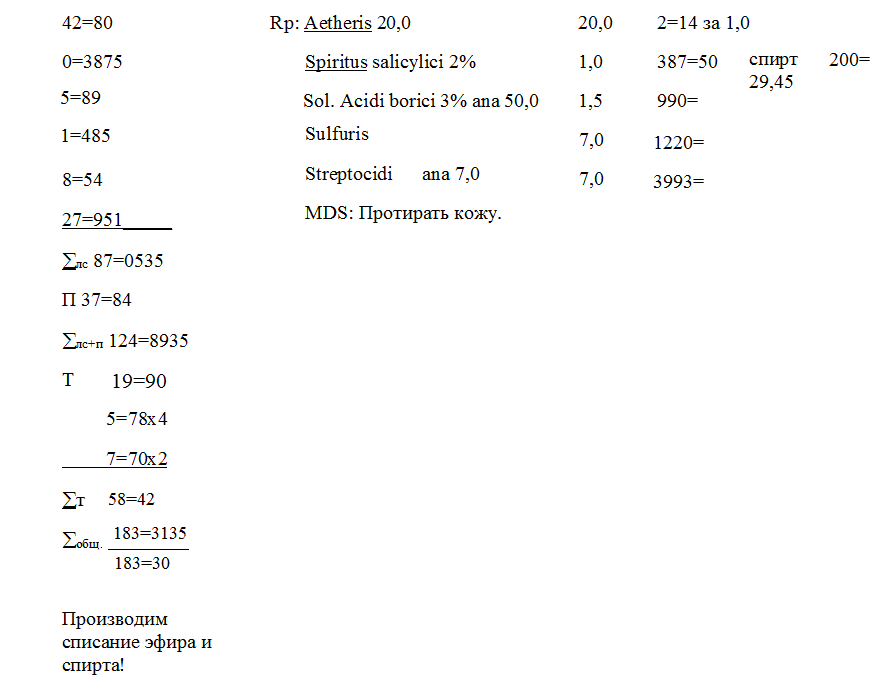 42=80 Rp: Aetheris 20,0 20,0 2=14 за 1,0
0=3875 Spiritus salicylici 2% 1,0 387=50 спирт 200=
29,45
5=89 Sol. Acidi borici 3% ana 50,0 1,5 990=
1=485 Sulfuris 7,0 1220=
8=54 Streptocidi ana 7,0 7,0 3993=
27=951_____ MDS: Протирать кожу.
∑лс 87=0535
П 37=84
∑лс+п 124=8935
Т 19=90
5=78х4
7=70х2
∑т 58=42
∑общ. 183=3135
183=30
Производим
списание эфира и
спирта!